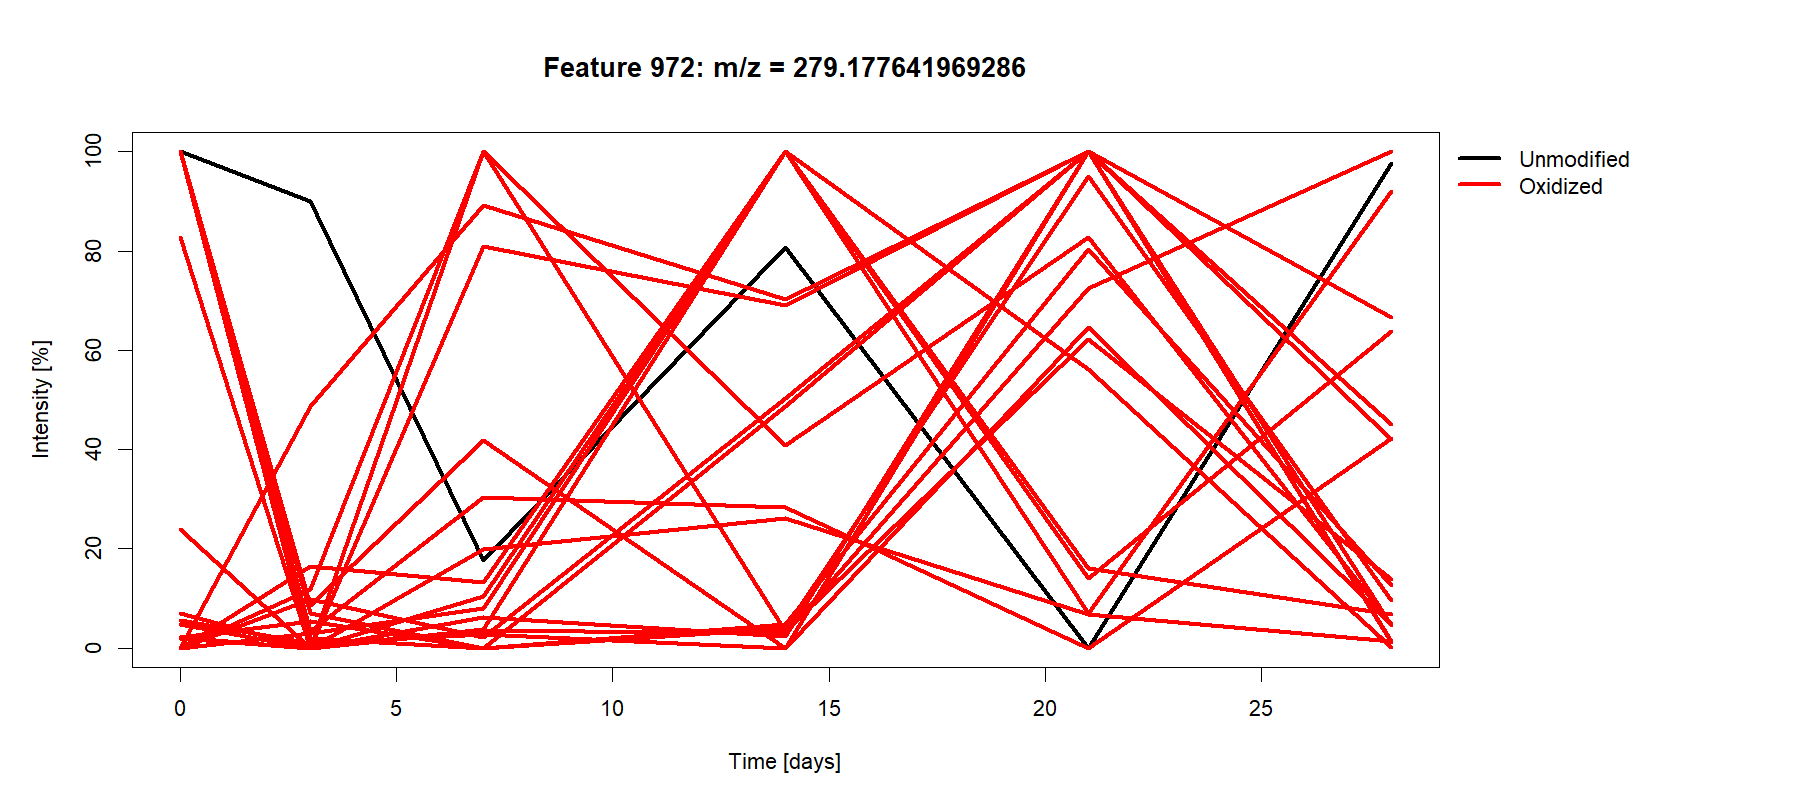 Feature 972: m/z = 279.177641969286
Unmodified
Oxidized
Intensity [%]
100
80
60
40
20
0
0 5 10 15 20 25
Time [days]